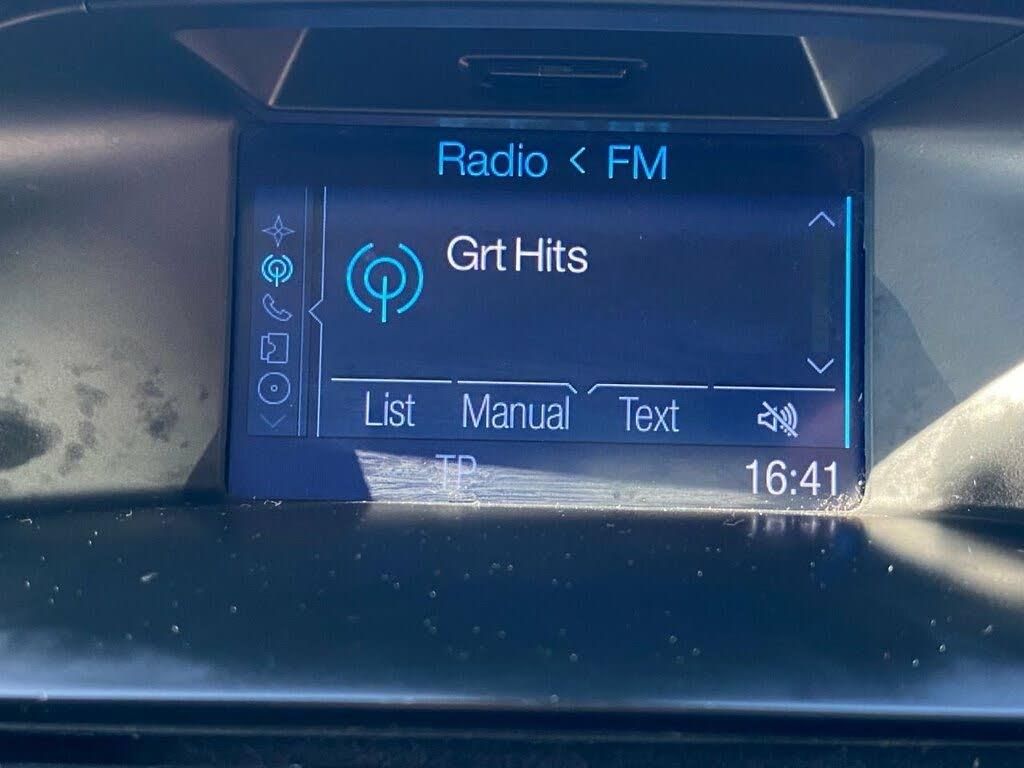 Radio < FM
Grt Hits
List Manual Text
TP 16:41